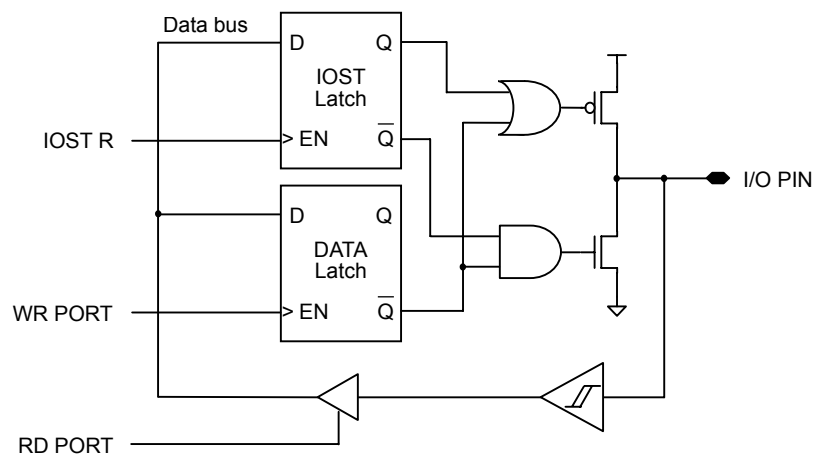 Data bus
D
Q
IOST
Latch
IOST R
> EN
Q̅
I/O PIN
D
Q
DATA
Latch
WR PORT
> EN
Q̅
RD PORT